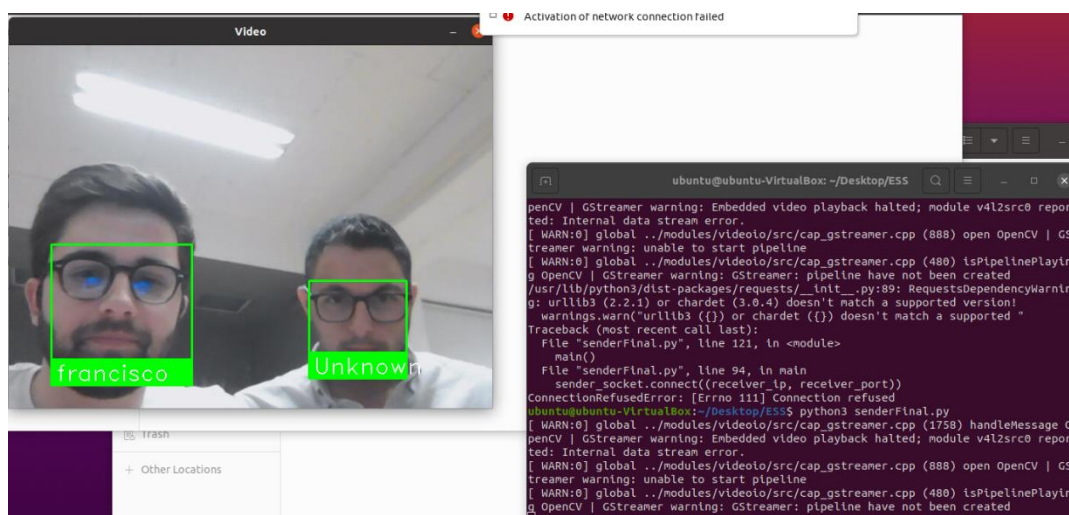 Activation of network connection failed
Video
francisco
Unknown
Trash
+ Other Locations
ubuntu@ubuntu-VirtualBox: ~/Desktop/ESS
penCV | GStreamer warning: Embedded video playback halted; module v4l2src0 repor
ted: Internal data stream error.
[ WARN:0] global ../modules/videoio/src/cap_gstreamer.cpp (888) open OpenCV | GS
treamer warning: unable to start pipeline
[ WARN:0] global ../modules/videoio/src/cap_gstreamer.cpp (480) isPipelinePlayin
g OpenCV | GStreamer warning: GStreamer: pipeline have not been created
/usr/lib/python3/dist-packages/requests/__init__.py:89: RequestsDependencyWarnin
g: urllib3 (2.2.1) or chardet (3.0.4) doesn't match a supported version!
  warnings.warn("urllib3 ({}) or chardet ({}) doesn't match a supported "
Traceback (most recent call last):
  File "senderFinal.py", line 121, in <module>
    main()
  File "senderFinal.py", line 94, in main
    sender_socket.connect((receiver_ip, receiver_port))
ConnectionRefusedError: [Errno 111] Connection refused
ubuntu@ubuntu-VirtualBox:~/Desktop/ESS$ python3 senderFinal.py
[ WARN:0] global ../modules/videoio/src/cap_gstreamer.cpp (1758) handleMessage O
penCV | GStreamer warning: Embedded video playback halted; module v4l2src0 repor
ted: Internal data stream error.
[ WARN:0] global ../modules/videoio/src/cap_gstreamer.cpp (888) open OpenCV | GS
treamer warning: unable to start pipeline
[ WARN:0] global ../modules/videoio/src/cap_gstreamer.cpp (480) isPipelinePlayin
g OpenCV | GStreamer warning: GStreamer: pipeline have not been created